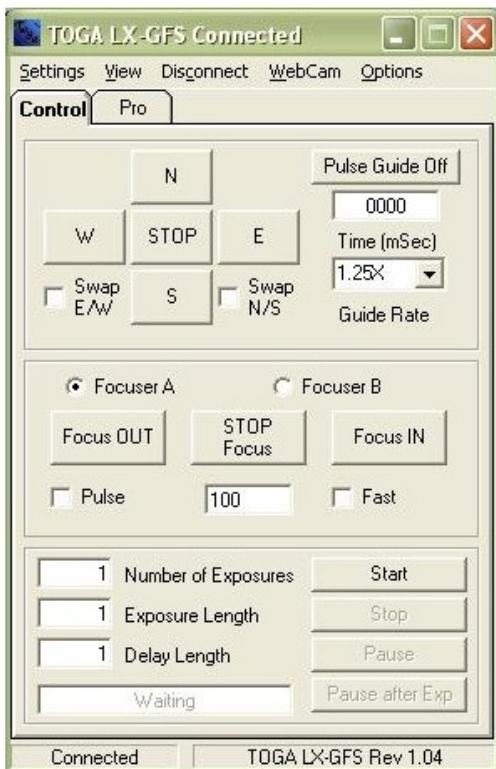 TOGA LX-GFS Connected
Settings View Disconnect WebCam Options
Control Pro
N
Pulse Guide Off
0000
W STOP E
Time (mSec)
1.25X
Swap E/W
S
Swap N/S
Guide Rate
Focuser A Focuser B
Focus OUT
STOP Focus
Focus IN
Pulse 100 Fast
1 Number of Exposures Start
1 Exposure Length Stop
1 Delay Length Pause
Waiting Pause after Exp
Connected TOGA LX-GFS Rev 1.04